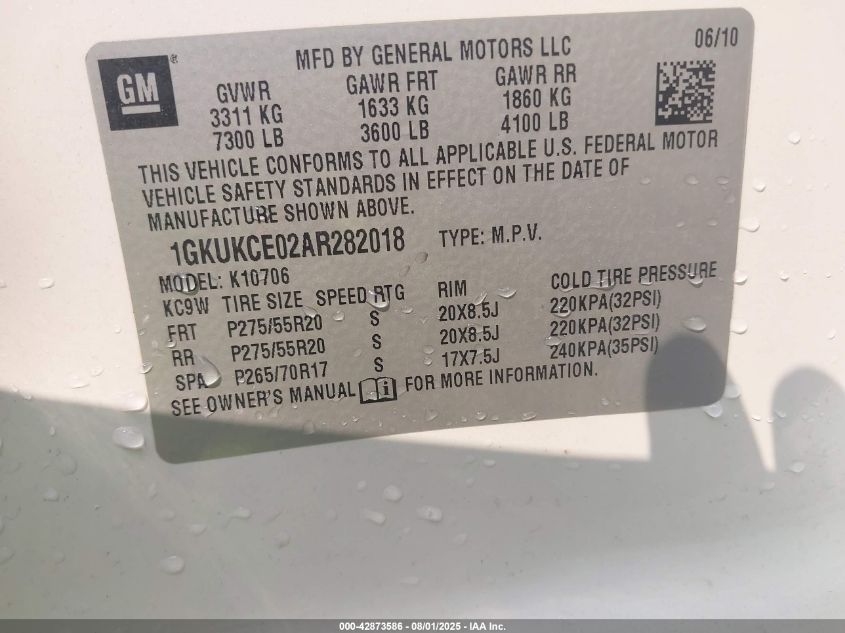 GM
®
MFD BY GENERAL MOTORS LLC
06/10
GVWR GAWR FRT GAWR RR
3311 KG 1633 KG 1860 KG
7300 LB 3600 LB 4100 LB
THIS VEHICLE CONFORMS TO ALL APPLICABLE U.S. FEDERAL MOTOR
VEHICLE SAFETY STANDARDS IN EFFECT ON THE DATE OF
MANUFACTURE SHOWN ABOVE.
1GKUKCE02AR282018 TYPE: M.P.V.
MODEL: K10706
KC9W TIRE SIZE SPEED RTG RIM COLD TIRE PRESSURE
FRT P275/55R20 S 20X8.5J 220KPA(32PSI)
RR P275/55R20 S 20X8.5J 220KPA(32PSI)
SPA P265/70R17 S 17X7.5J 240KPA(35PSI)
SEE OWNER'S MANUAL FOR MORE INFORMATION.
000-42873586 - 08/01/2025 - IAA Inc.